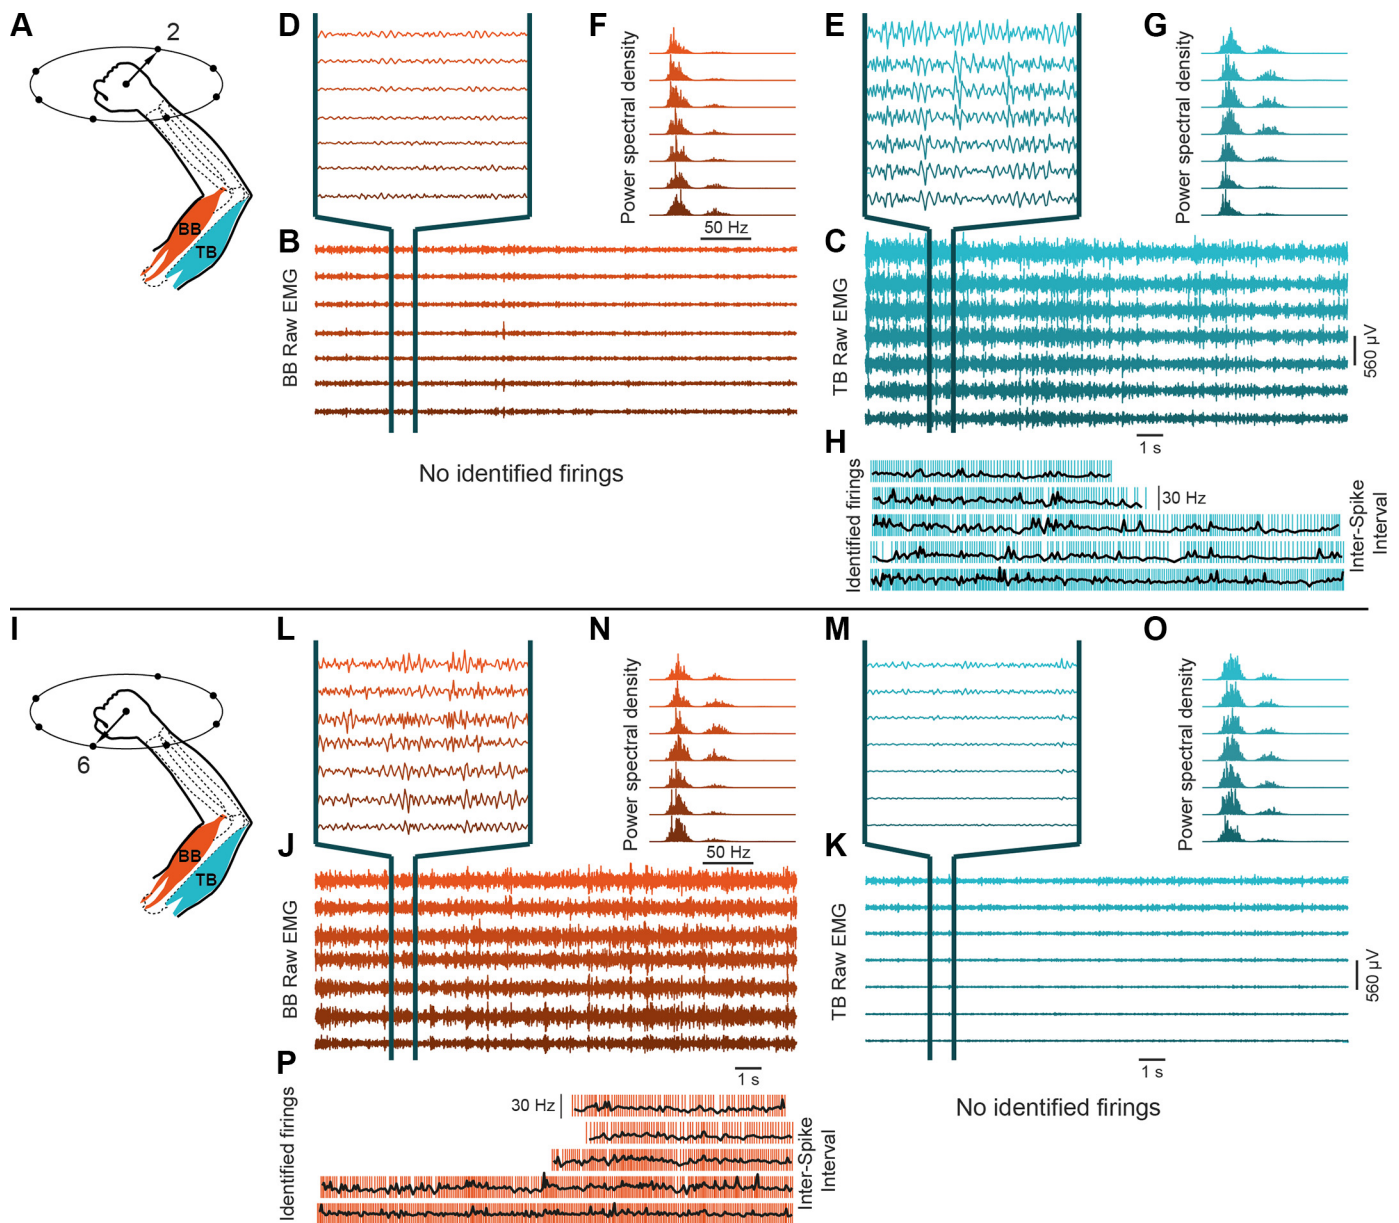 A
2
BB
TB
D
F
Power spectral density
50 Hz
B
BB Raw EMG
No identified firings
E
G
Power spectral density
C
TB Raw EMG
560 µV
1 s
H
Identified firings
30 Hz
Inter-Spike
Interval
I
6
BB
TB
L
N
Power spectral density
50 Hz
J
BB Raw EMG
1 s
P
Identified firings
30 Hz
Inter-Spike
Interval
M
O
Power spectral density
K
TB Raw EMG
560 µV
1 s
No identified firings